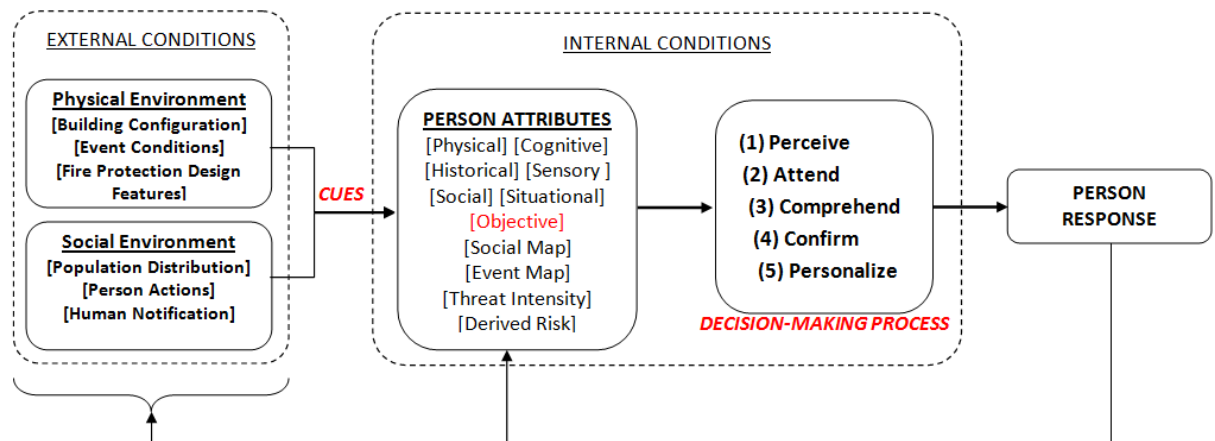 EXTERNAL CONDITIONS
Physical Environment
[Building Configuration]
[Event Conditions]
[Fire Protection Design
Features]
Social Environment
[Population Distribution]
[Person Actions]
[Human Notification]
CUES
INTERNAL CONDITIONS
PERSON ATTRIBUTES
[Physical] [Cognitive]
[Historical] [Sensory ]
[Social] [Situational]
[Objective]
[Social Map]
[Event Map]
[Threat Intensity]
[Derived Risk]
(1) Perceive
(2) Attend
(3) Comprehend
(4) Confirm
(5) Personalize
DECISION-MAKING PROCESS
PERSON
RESPONSE